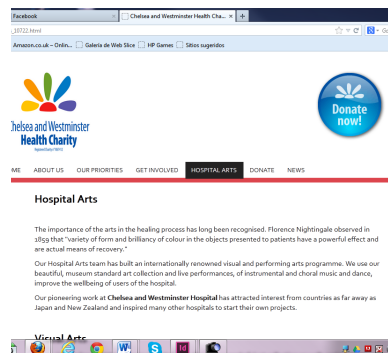 Facebook
Chelsea and Westminster Health Cha...
_18722.html
Amazon.co.uk – Onlin...
Galería de Web Slice
HP Games
Sitios sugeridos
Chelsea and Westminster
Health Charity
Donate
now!
ABOUT US
OUR PRIORITIES
GET INVOLVED
HOSPITAL ARTS
DONATE
NEWS
Hospital Arts
The importance of the arts in the healing process has long been recognised. Florence Nightingale observed in
1859 that "variety of form and brilliancy of colour in the objects presented to patients have a powerful effect and
are actual means of recovery."
Our Hospital Arts team has built an internationally renowned visual and performing arts programme. We use our
beautiful, museum standard art collection and live performances, of instrumental and choral music and dance,
improve the wellbeing of users of the hospital.
Our pioneering work at Chelsea and Westminster Hospital has attracted interest from countries as far away as
Japan and New Zealand and inspired many other hospitals to start their own projects.
Visual Arts